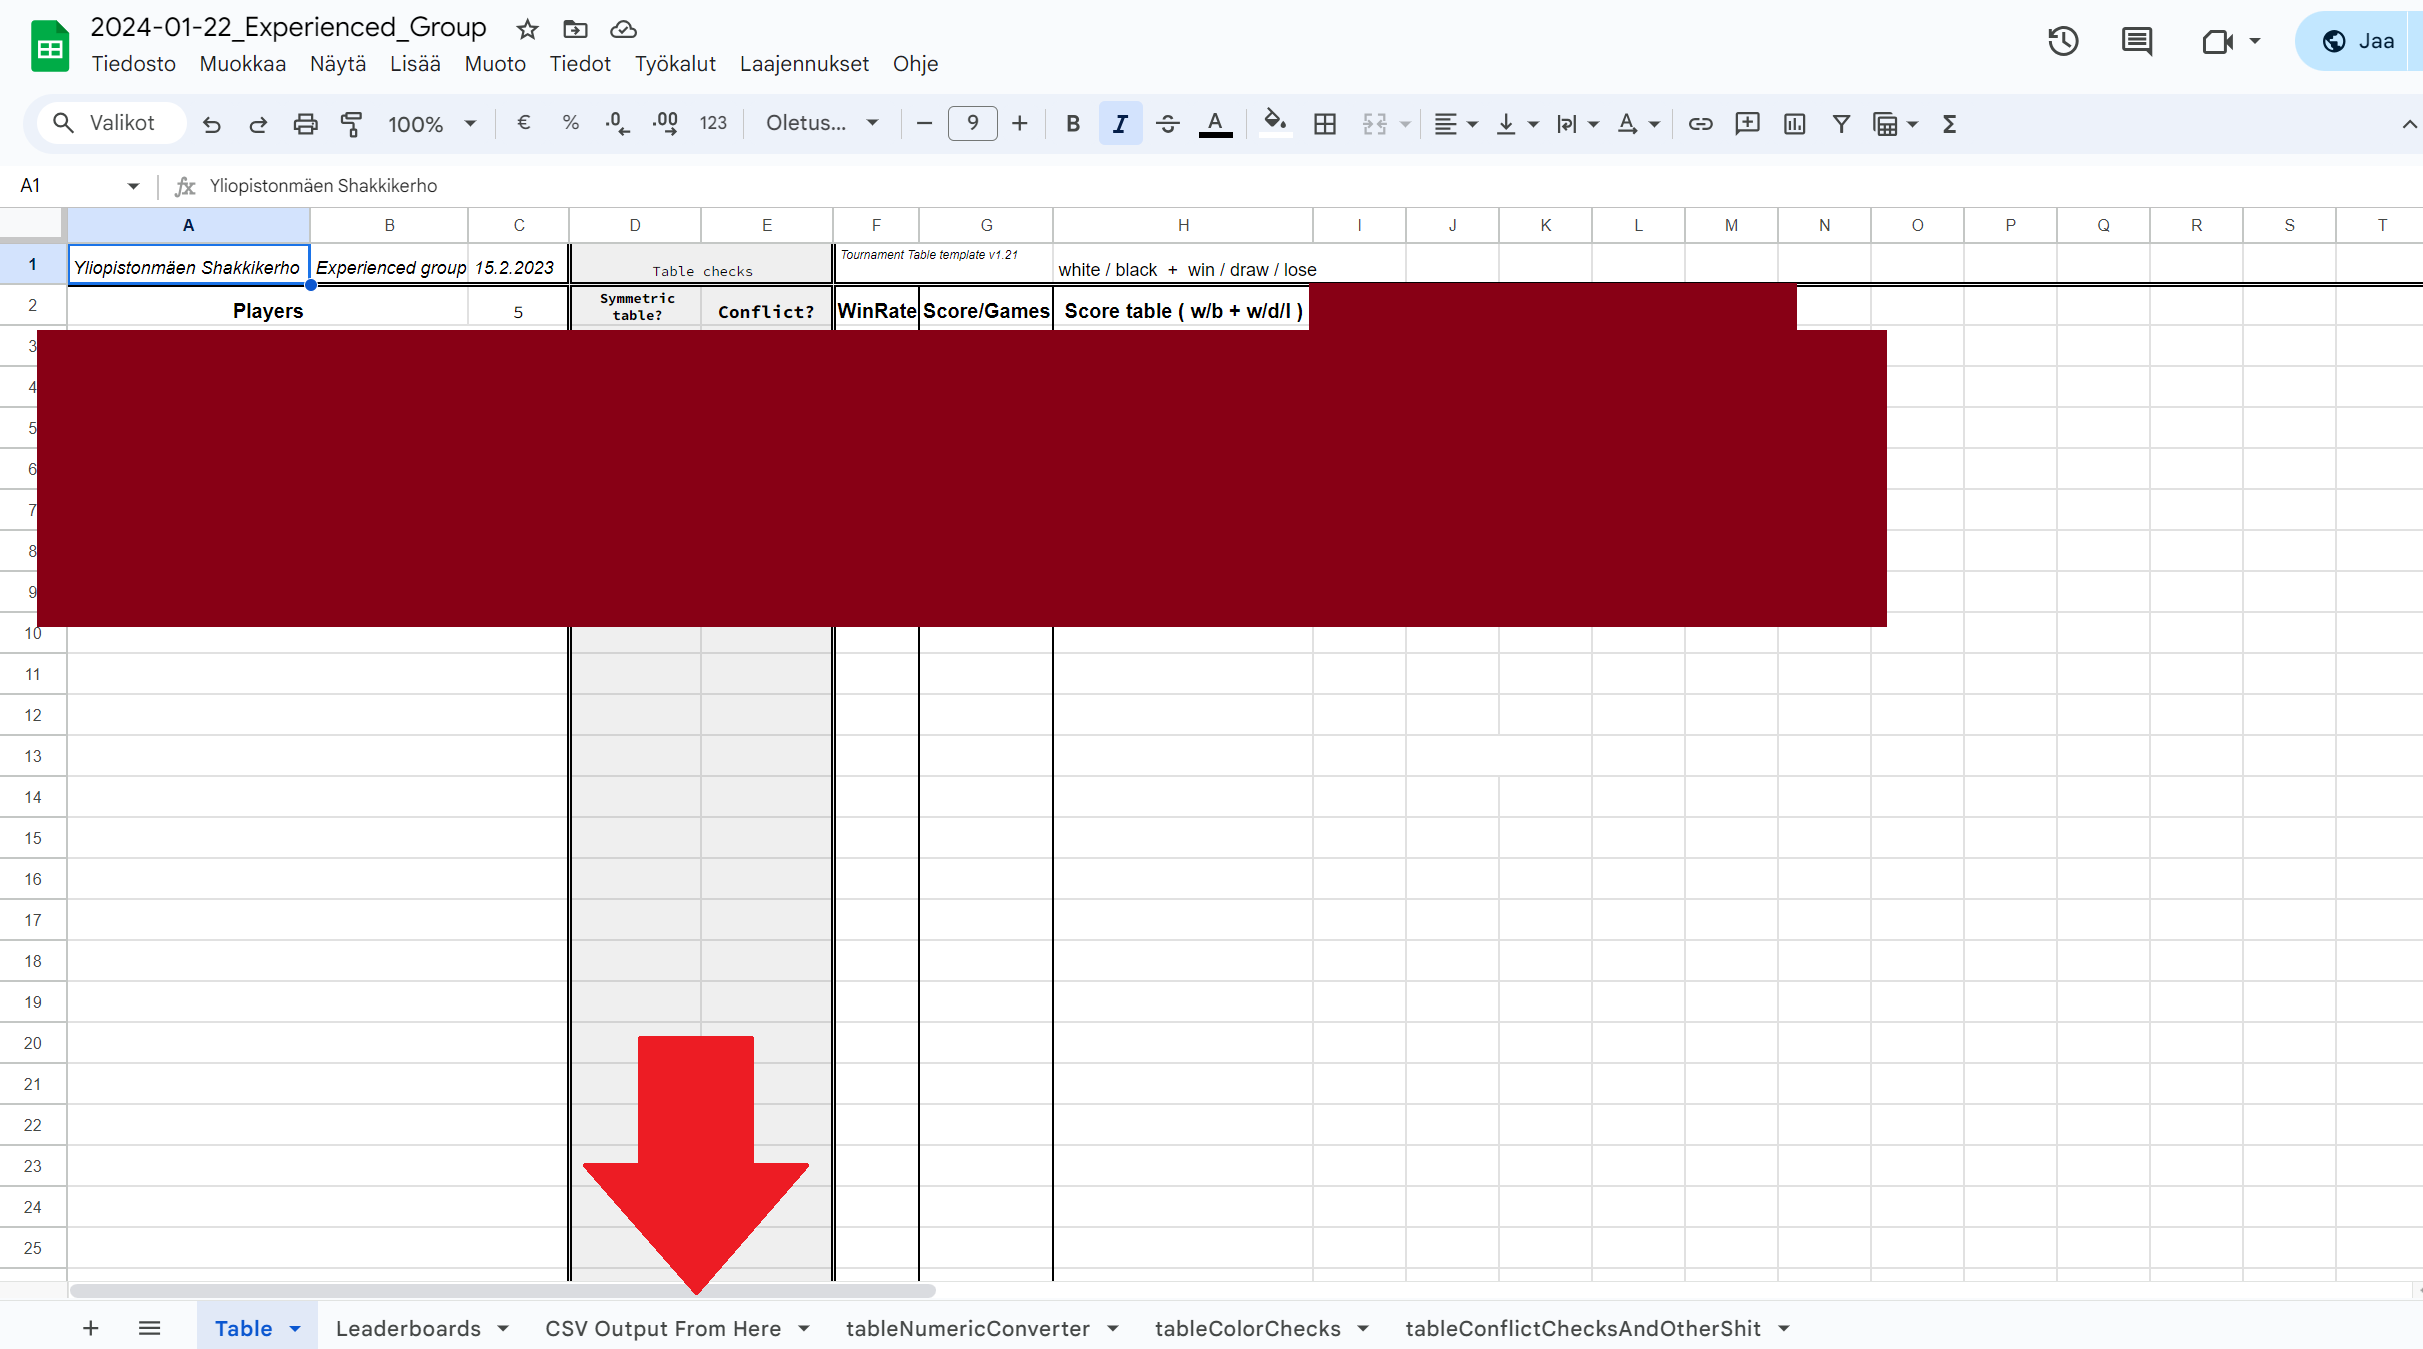 2024-01-22_Experienced_Group
Tiedosto Muokkaa Näytä Lisää Muoto Tiedot Työkalut Laajennukset Ohje
Jaa
Valikot 100% € % .0 .00 123 Oletus... 9 B I A Σ
A1 fx Yliopistonmäen Shakkikerho
A B C D E F G H I J K L M N O P Q R S T
1 Yliopistonmäen Shakkikerho Experienced group 15.2.2023 Table checks Tournament Table template v1.21 white / black + win / draw / lose
2 Players 5 Symmetric table? Conflict? WinRate Score/Games Score table ( w/b + w/d/l )
3
4
5
6
7
8
9
10
11
12
13
14
15
16
17
18
19
20
21
22
23
24
25
Table Leaderboards CSV Output From Here tableNumericConverter tableColorChecks tableConflictChecksAndOtherShit